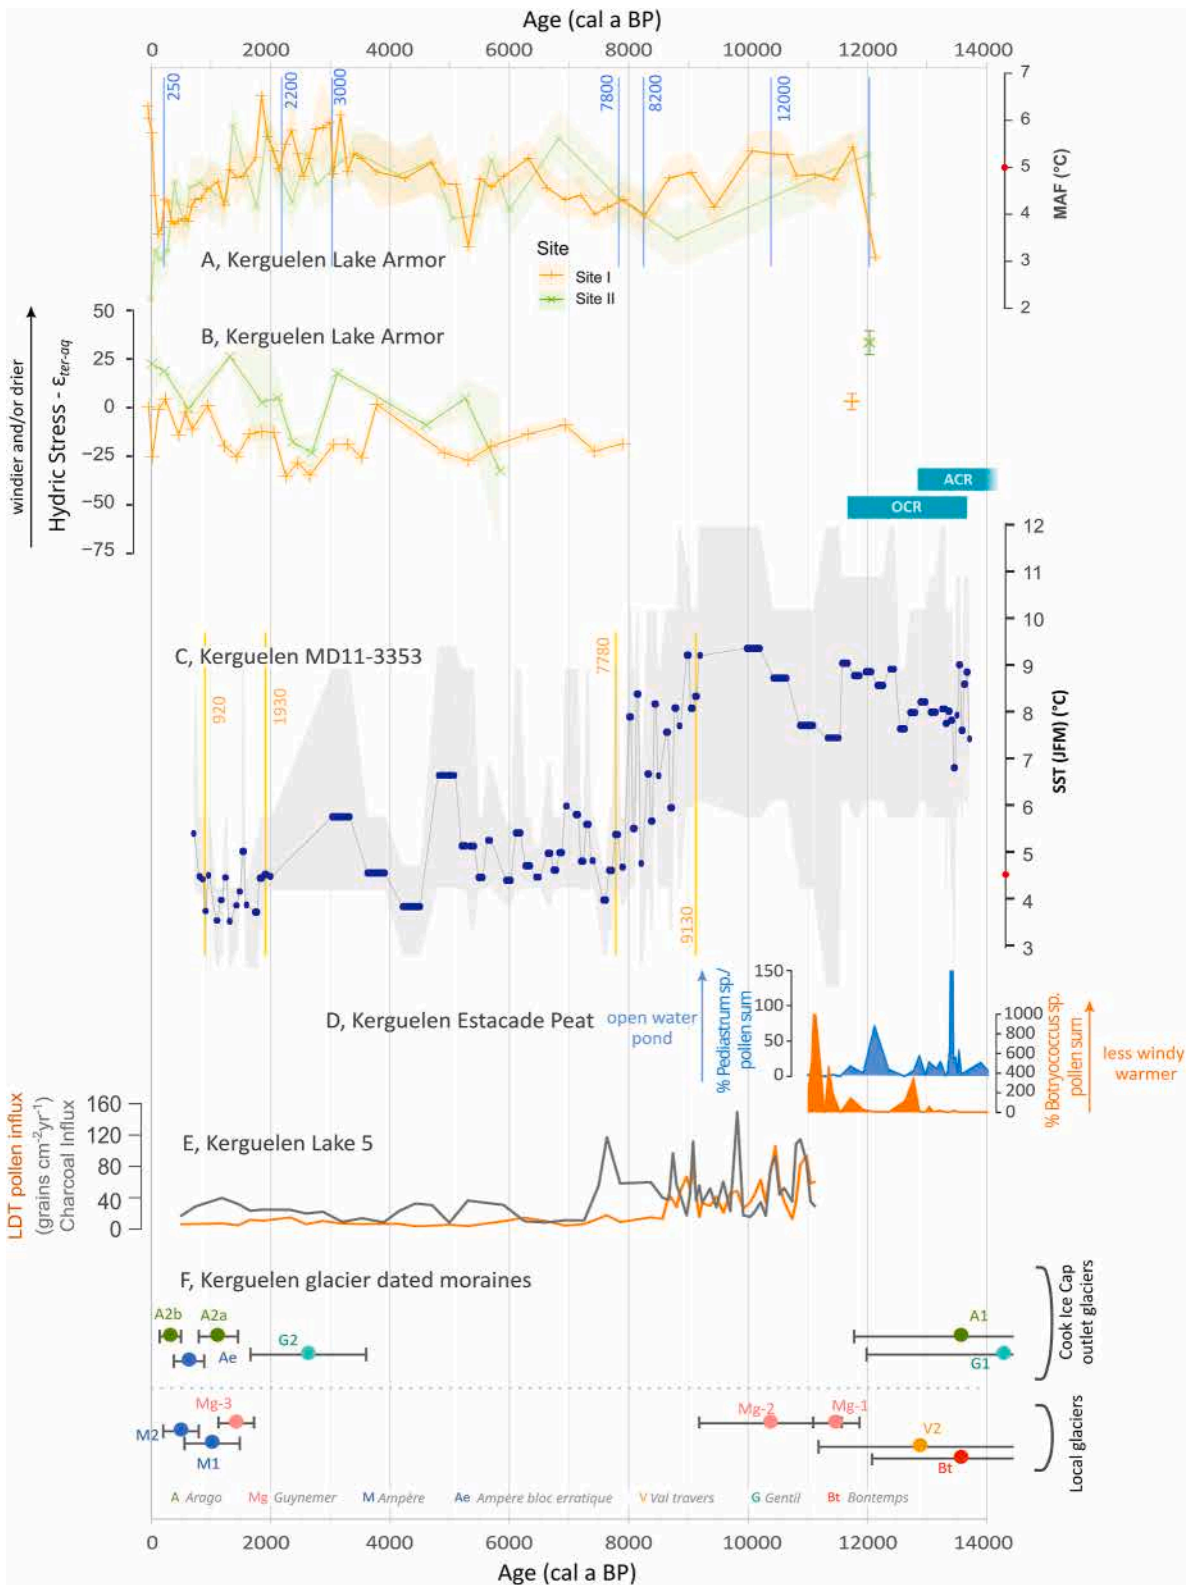 Age (cal a BP)
0 2000 4000 6000 8000 10000 12000 14000
250 2200 3000 7800 8200 12000
7
6
5
4
3
2
MAF (°C)
A, Kerguelen Lake Armor
Site
Site I
Site II
windier and/or drier
Hydric Stress - ε ter-aq
50
25
0
−25
−50
−75
B, Kerguelen Lake Armor
ACR
OCR
12
11
10
9
8
7
6
5
4
3
SST (JFM) (°C)
C, Kerguelen MD11-3353
920 1930 7780 9130
D, Kerguelen Estacade Peat
open water
pond
% Pediastrum sp./
pollen sum
150
100
50
0
1000
800
600
400
200
0
% Botryococcus sp.
pollen sum
less windy
warmer
LDT pollen influx
(grains cm⁻²yr⁻¹)
Charcoal Influx
160
120
80
40
0
E, Kerguelen Lake 5
F, Kerguelen glacier dated moraines
Cook Ice Cap
outlet glaciers
A2b A2a A1
Ae G2 G1
Local glaciers
Mg-3 Mg-2 Mg-1
M2 V2
M1 Bt
A Arago Mg Guynemer M Ampère Ae Ampère bloc erratique V Val travers G Gentil Bt Bontemps
0 2000 4000 6000 8000 10000 12000 14000
Age (cal a BP)